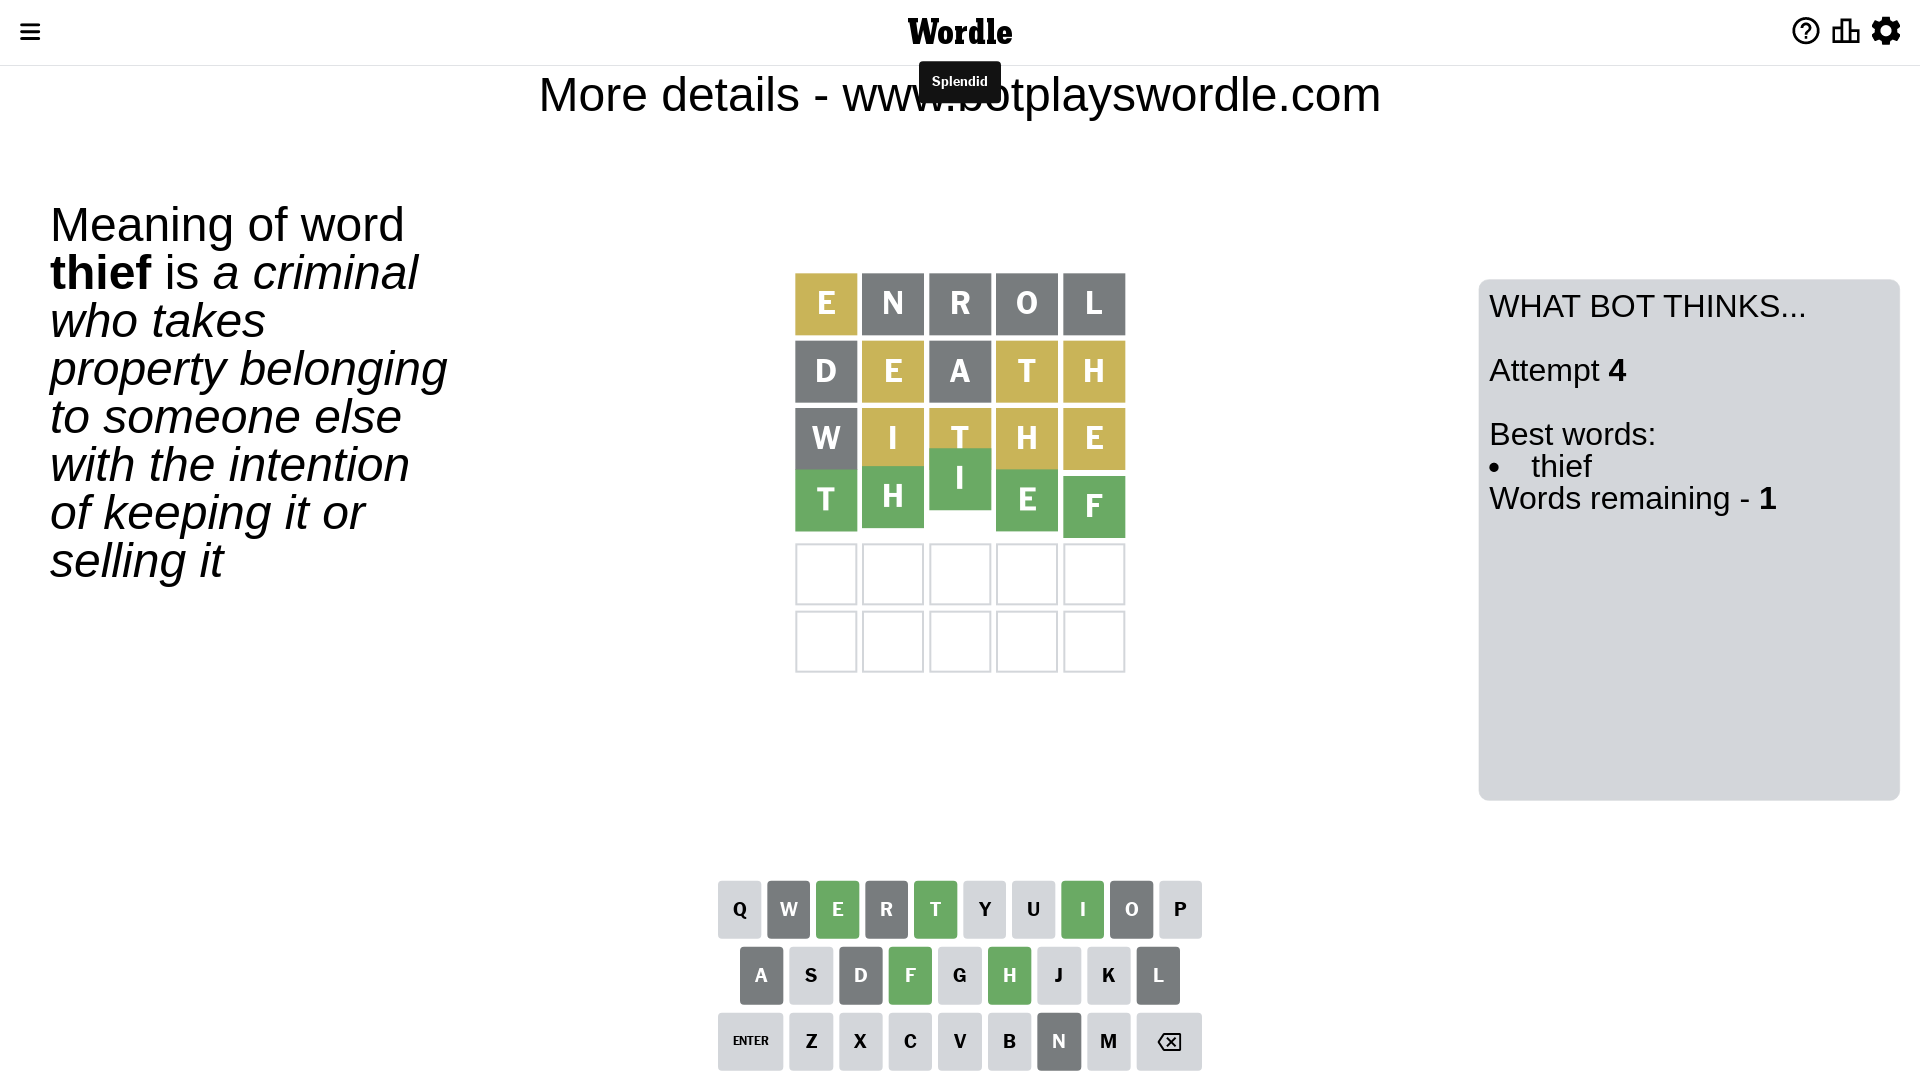 Wordle
Splendid
More details - www.botplayswordle.com
Meaning of word
thief is a criminal
who takes
property belonging
to someone else
with the intention
of keeping it or
selling it
E N R O L
D E A T H
W I T H E
T H I E F
WHAT BOT THINKS...
Attempt 4
Best words:
• thief
Words remaining - 1
Q W E R T Y U I O P
A S D F G H J K L
ENTER Z X C V B N M